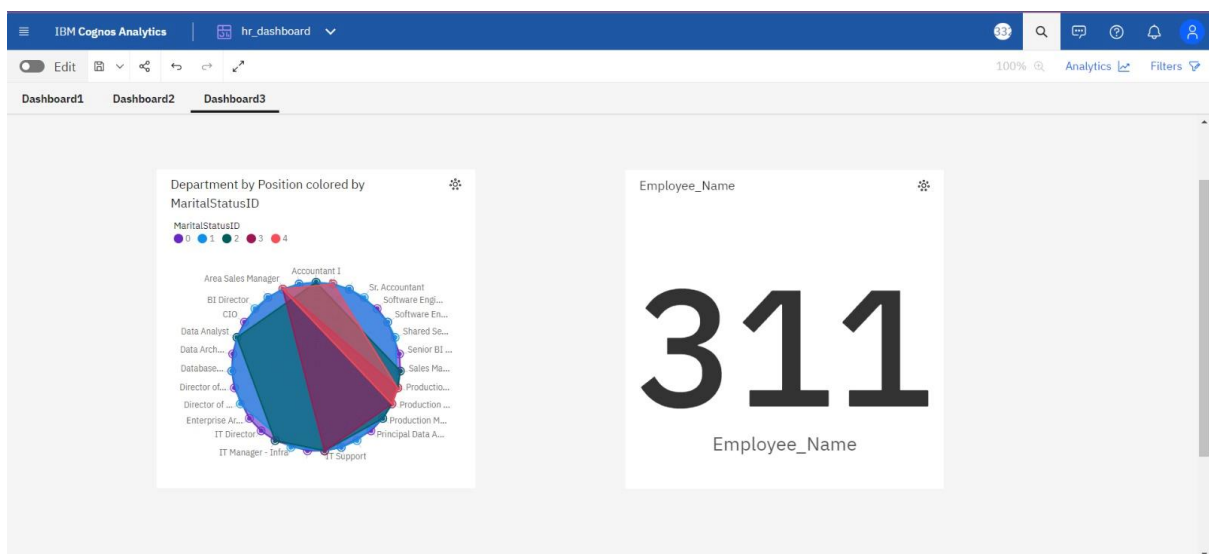 IBM Cognos Analytics
hr_dashboard
Edit
100%
Analytics
Filters
Dashboard1
Dashboard2
Dashboard3
Department by Position colored by
MaritalStatusID
MaritalStatusID
0 1 2 3 4
Accountant I
Area Sales Manager
Sr. Accountant
BI Director
Software Engi...
CIO
Software En...
Data Analyst
Shared Se...
Data Arch...
Senior BI ...
Database...
Sales Ma...
Director of...
Productio...
Director of ...
Production ...
Enterprise Ar...
Production M...
IT Director
Principal Data A...
IT Manager - Infra
IT Support
Employee_Name
311
Employee_Name